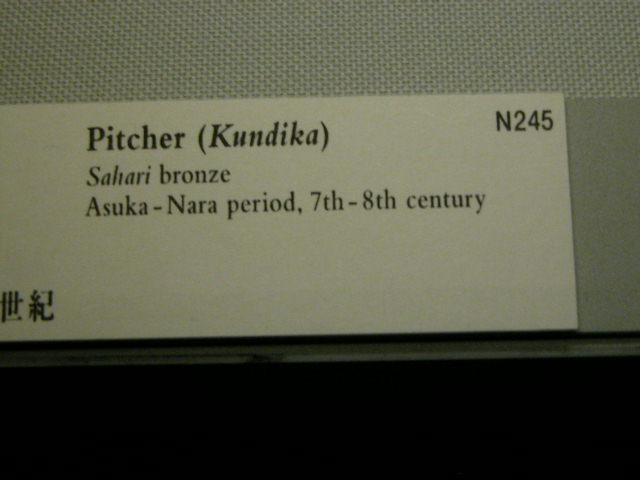 Pitcher (Kundika)
N245
Sahari bronze
Asuka-Nara period, 7th-8th century
世紀